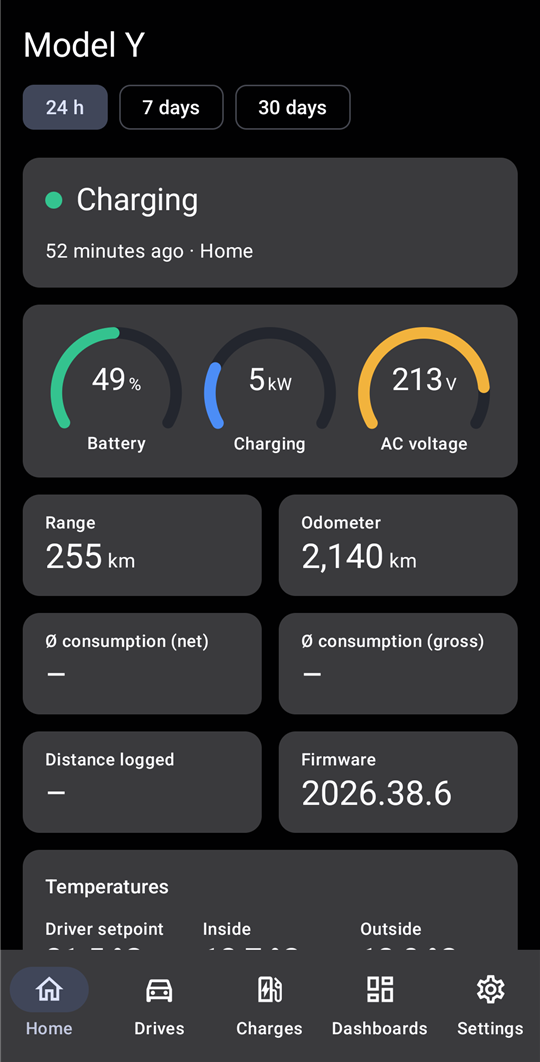 Model Y
24 h
7 days
30 days
Charging
52 minutes ago · Home
49 %
5 kW
213 V
Battery
Charging
AC voltage
Range
Odometer
255 km
2,140 km
Ø consumption (net)
Ø consumption (gross)
–
–
Distance logged
Firmware
–
2026.38.6
Temperatures
Driver setpoint
Inside
Outside
Home
Drives
Charges
Dashboards
Settings